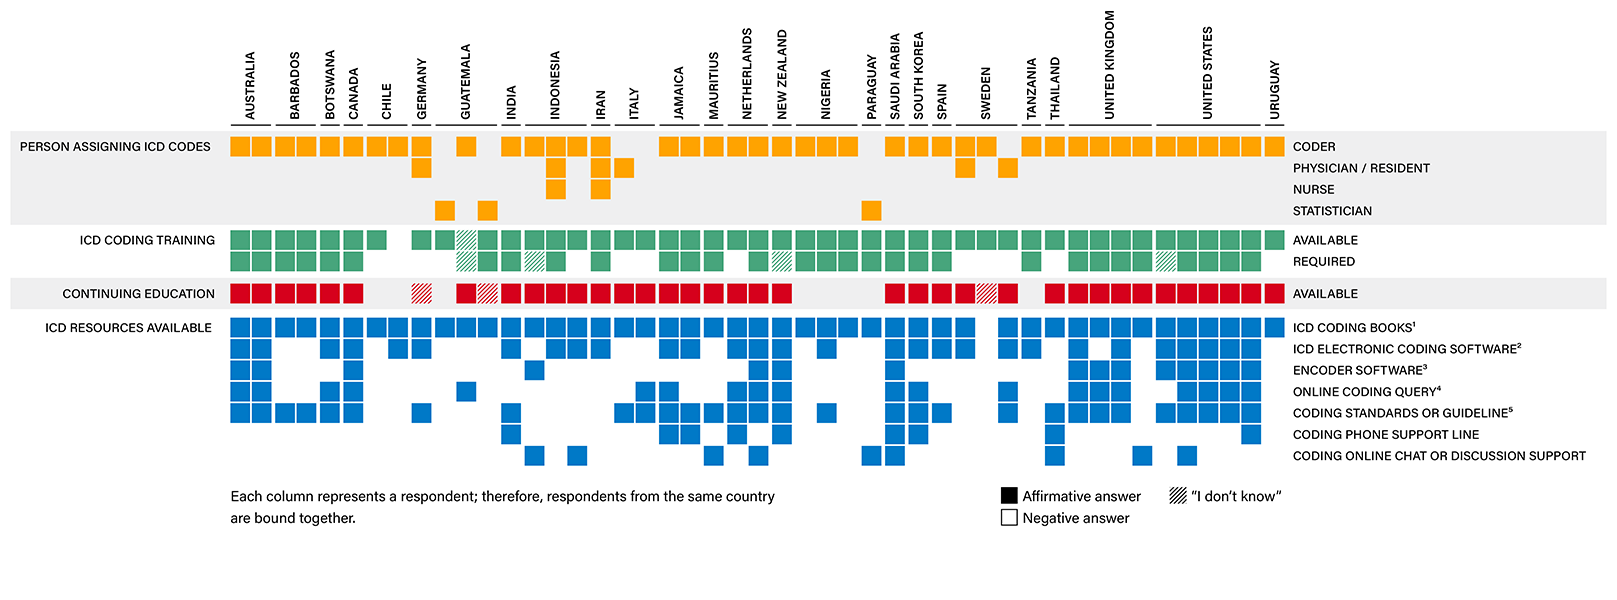 AUSTRALIA
BARBADOS
BOTSWANA
CANADA
CHILE
GERMANY
GUATEMALA
INDIA
INDONESIA
IRAN
ITALY
JAMAICA
MAURITIUS
NETHERLANDS
NEW ZEALAND
NIGERIA
PARAGUAY
SAUDI ARABIA
SOUTH KOREA
SPAIN
SWEDEN
TANZANIA
THAILAND
UNITED KINGDOM
UNITED STATES
URUGUAY
PERSON ASSIGNING ICD CODES
CODER
PHYSICIAN / RESIDENT
NURSE
STATISTICIAN
ICD CODING TRAINING
AVAILABLE
REQUIRED
CONTINUING EDUCATION
AVAILABLE
ICD RESOURCES AVAILABLE
ICD CODING BOOKS¹
ICD ELECTRONIC CODING SOFTWARE²
ENCODER SOFTWARE³
ONLINE CODING QUERY⁴
CODING STANDARDS OR GUIDELINE⁵
CODING PHONE SUPPORT LINE
CODING ONLINE CHAT OR DISCUSSION SUPPORT
Each column represents a respondent; therefore, respondents from the same country
are bound together.
Affirmative answer
"I don't know"
Negative answer